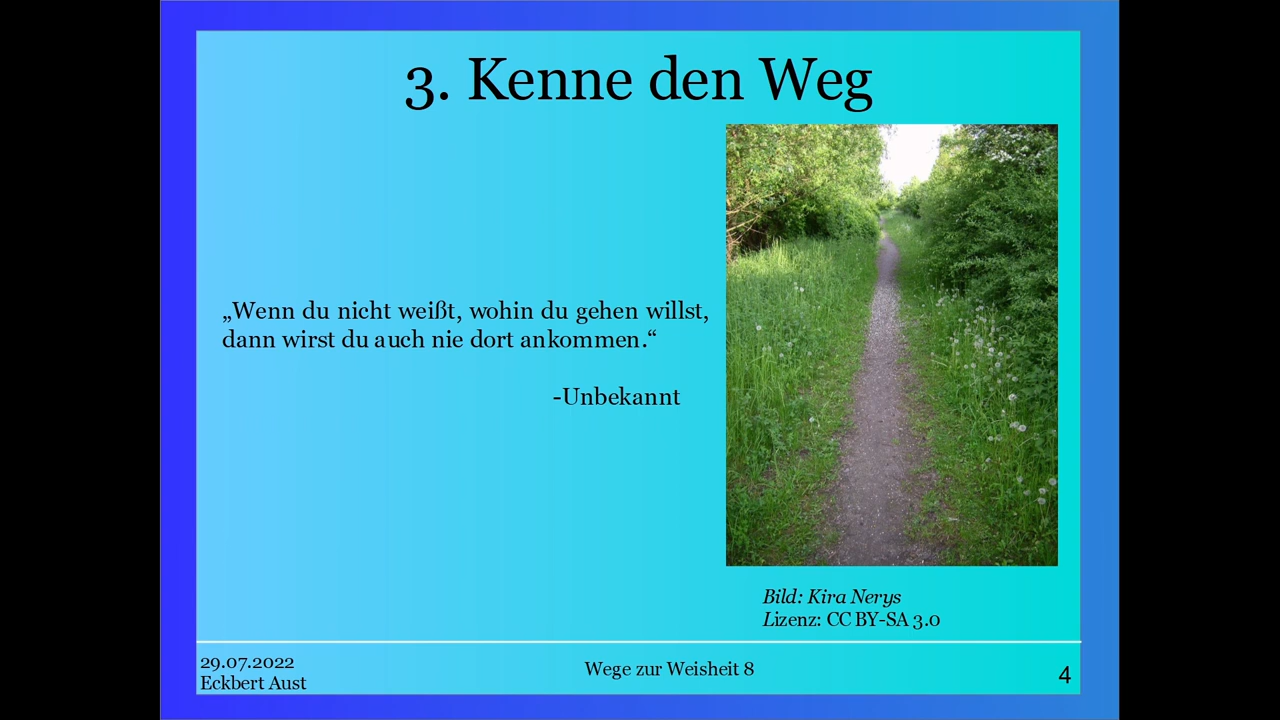 3. Kenne den Weg
„Wenn du nicht weißt, wohin du gehen willst,
dann wirst du auch nie dort ankommen.“
-Unbekannt
Bild: Kira Nerys
Lizenz: CC BY-SA 3.0
29.07.2022
Eckbert Aust
Wege zur Weisheit 8
4